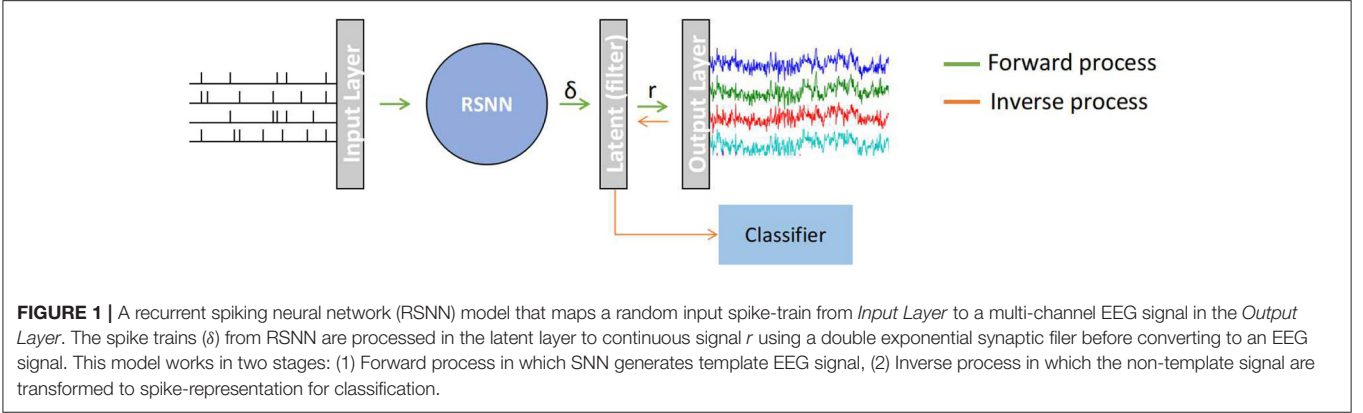 Input Layer
RSNN
δ
Latent (filter)
r
Output Layer
Forward process
Inverse process
Classifier
FIGURE 1 | A recurrent spiking neural network (RSNN) model that maps a random input spike-train from Input Layer to a multi-channel EEG signal in the Output
Layer. The spike trains (δ) from RSNN are processed in the latent layer to continuous signal r using a double exponential synaptic filer before converting to an EEG
signal. This model works in two stages: (1) Forward process in which SNN generates template EEG signal, (2) Inverse process in which the non-template signal are
transformed to spike-representation for classification.